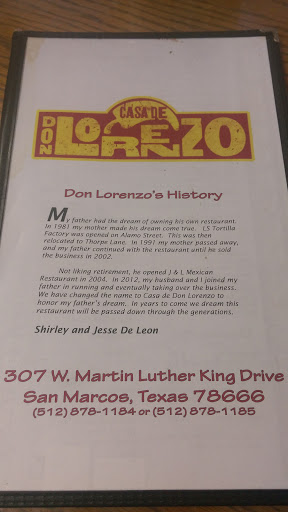 CASA DE
DON LORENZO
Don Lorenzo's History
My father had the dream of owning his own restaurant.
In 1981 my mother made his dream come true. LS Tortilla
Factory was opened on Alamo Street. This was then
relocated to Thorpe Lane. In 1991 my mother passed away,
and my father continued with the restaurant until he sold
the business in 2002.
Not liking retirement, he opened J & L Mexican
Restaurant in 2004. In 2012, my husband and I joined my
father in running and eventually taking over the business.
We have changed the name to Casa de Don Lorenzo to
honor my father's dream. In years to come we dream this
restaurant will be passed down through the generations.
Shirley and Jesse De Leon
307 W. Martin Luther King Drive
San Marcos, Texas 78666
(512) 878-1184 or (512) 878-1185